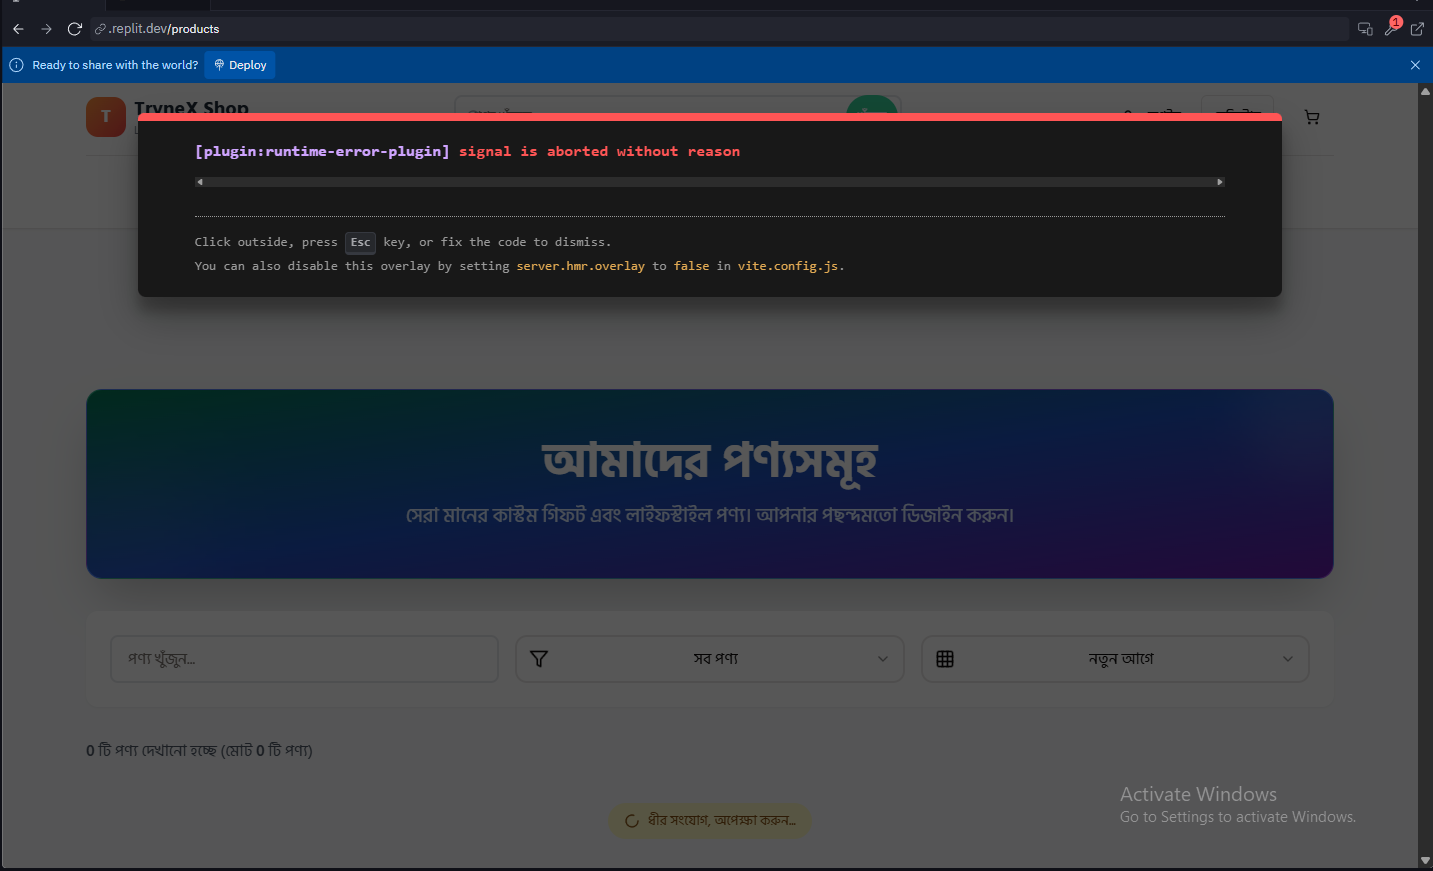 .replit.dev/products
1
Ready to share with the world?
Deploy
T
TryneX Shop
[plugin:runtime-error-plugin] signal is aborted without reason
Click outside, press Esc key, or fix the code to dismiss.
You can also disable this overlay by setting server.hmr.overlay to false in vite.config.js.
আমাদের পণ্যসমূহ
সেরা মানের কাস্টম গিফট এবং লাইফস্টাইল পণ্য। আপনার পছন্দমতো ডিজাইন করুন।
পণ্য খুঁজুন...
সব পণ্য
নতুন আগে
0 টি পণ্য দেখানো হচ্ছে (মোট 0 টি পণ্য)
ধীর সংযোগ, অপেক্ষা করুন...
Activate Windows
Go to Settings to activate Windows.